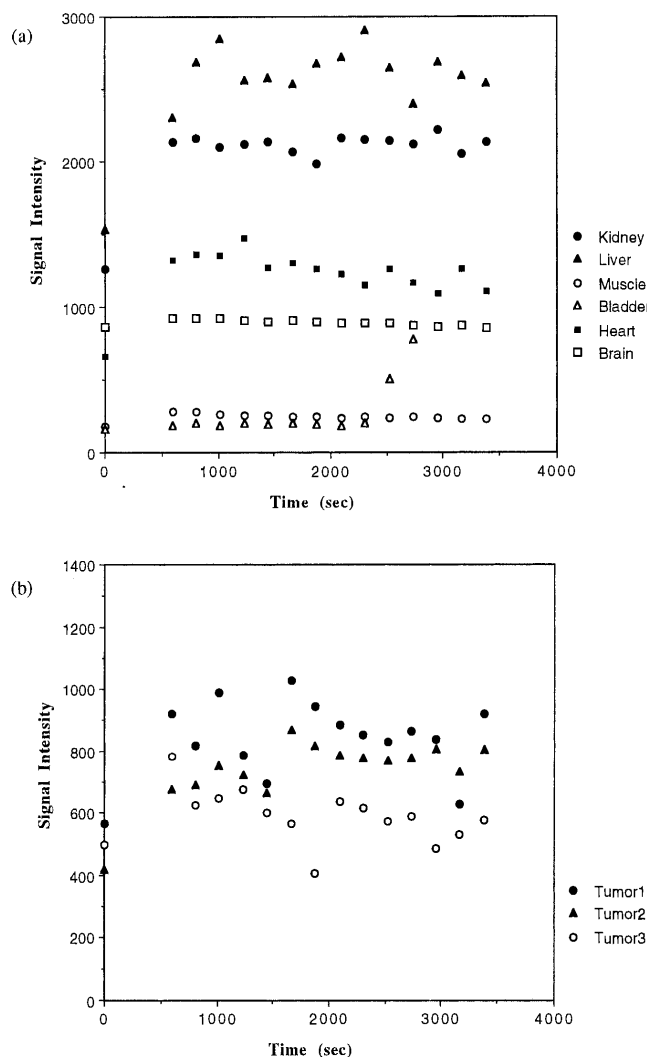 (a)
3000
2000
1000
0
Signal Intensity
0 1000 2000 3000 4000
Time (sec)
Kidney
Liver
Muscle
Bladder
Heart
Brain
(b)
1400
1200
1000
800
600
400
200
0
Signal Intensity
0 1000 2000 3000 4000
Time (sec)
Tumor1
Tumor2
Tumor3